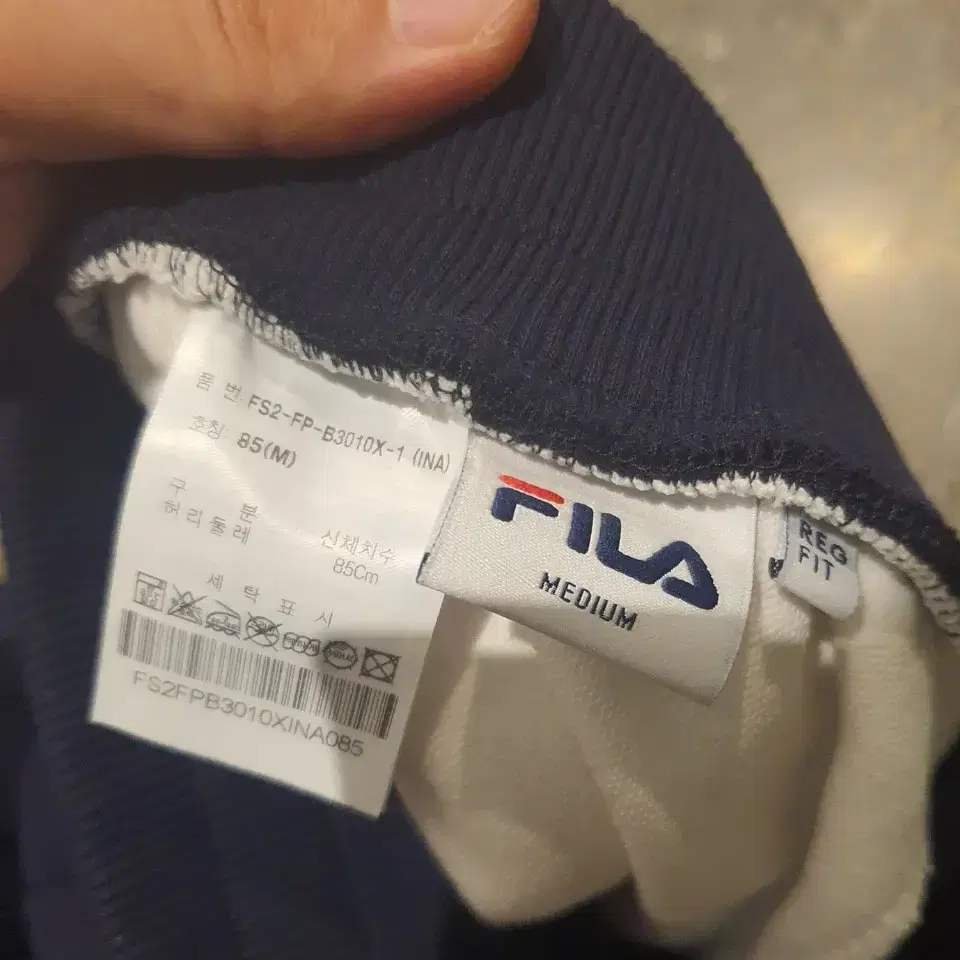 품 번 FS2-FP-B3010X-1 (INA)
호칭 85(M)
구 분 신체치수
허리둘레 85Cm
세 탁 표 시
FS2FPB3010XINA085
FILA
MEDIUM
REG
FIT